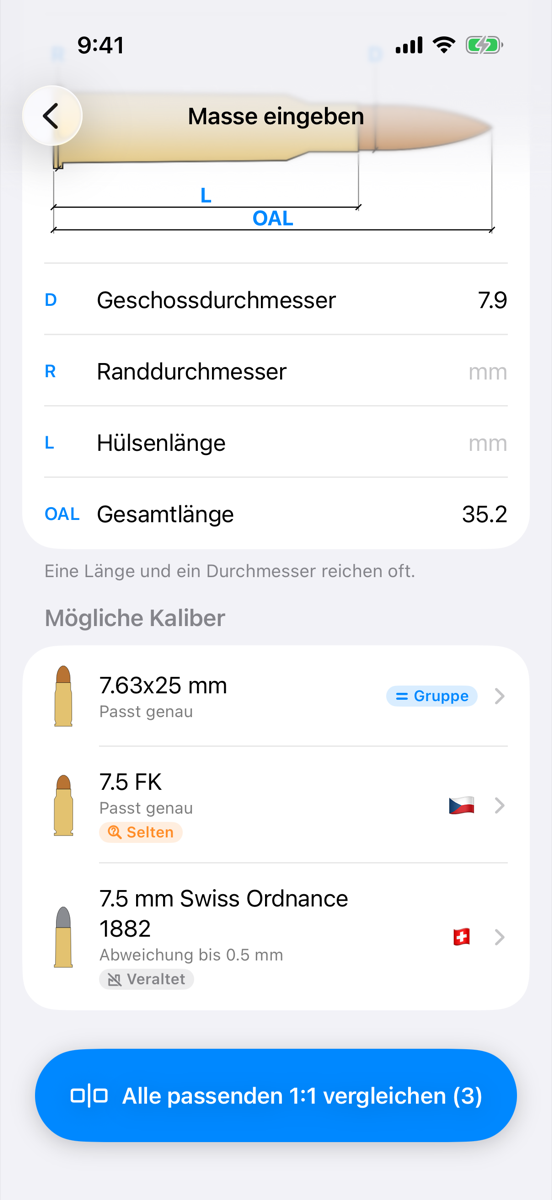 9:41
R
D
Masse eingeben
L
OAL
D Geschossdurchmesser 7.9
R Randdurchmesser mm
L Hülsenlänge mm
OAL Gesamtlänge 35.2
Eine Länge und ein Durchmesser reichen oft.
Mögliche Kaliber
7.63x25 mm
Passt genau
= Gruppe
7.5 FK
Passt genau
Selten
7.5 mm Swiss Ordnance
1882
Abweichung bis 0.5 mm
Veraltet
Alle passenden 1:1 vergleichen (3)